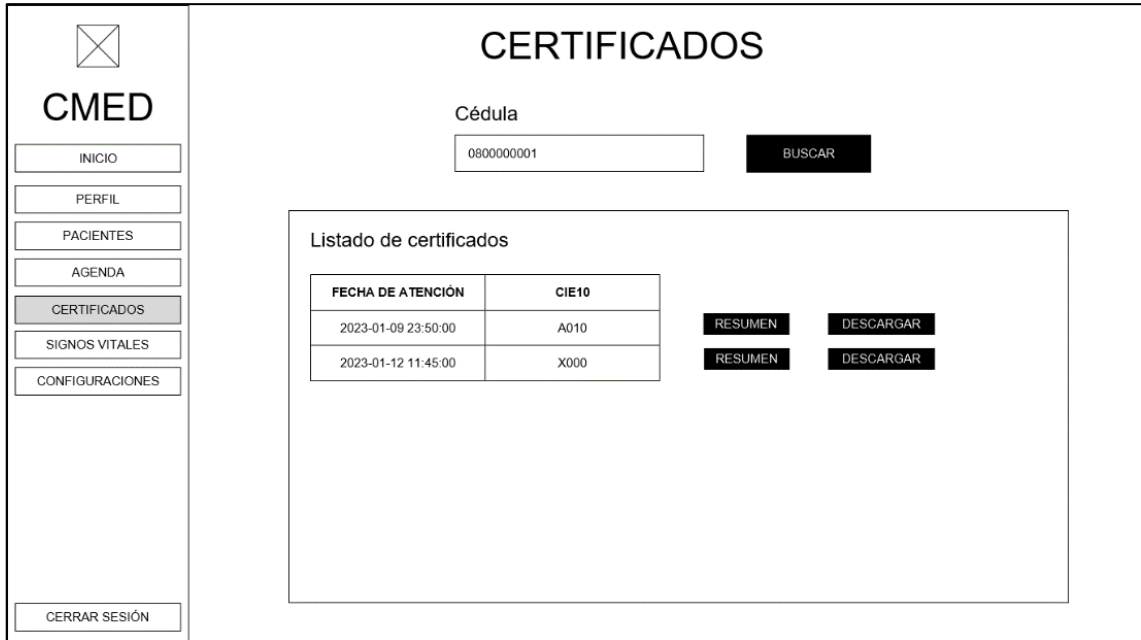 CMED
INICIO
PERFIL
PACIENTES
AGENDA
CERTIFICADOS
SIGNOS VITALES
CONFIGURACIONES
CERRAR SESIÓN
CERTIFICADOS
Cédula
0800000001 BUSCAR
Listado de certificados
FECHA DE ATENCIÓN CIE10
2023-01-09 23:50:00 A010 RESUMEN DESCARGAR
2023-01-12 11:45:00 X000 RESUMEN DESCARGAR